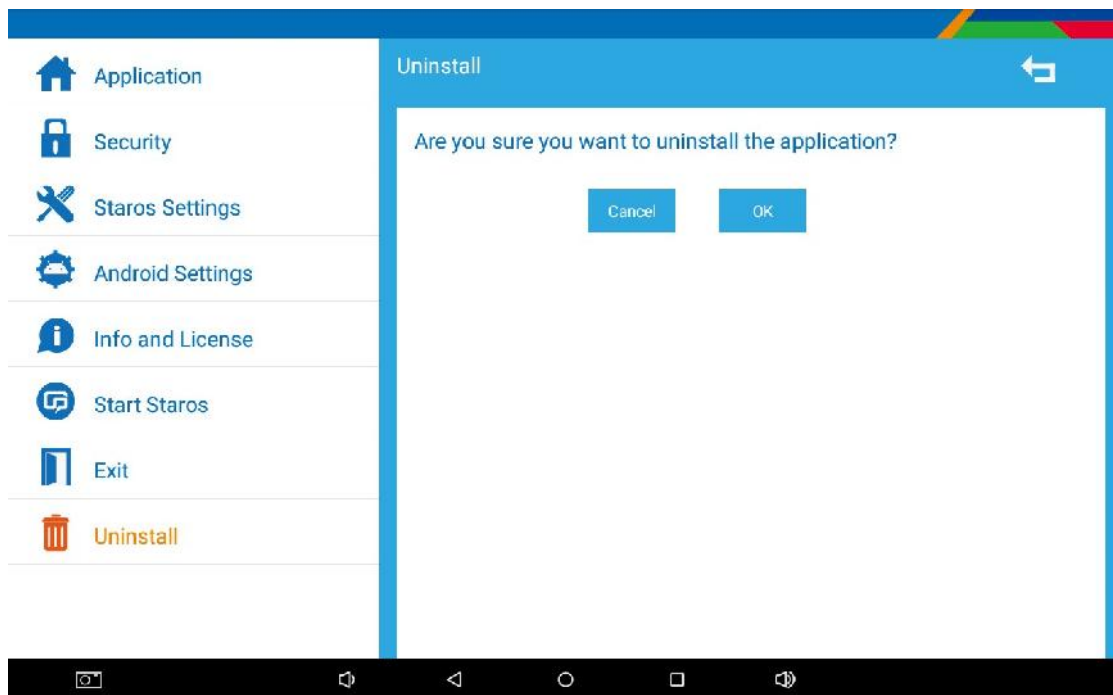 Application
Security
Staros Settings
Android Settings
Info and License
Start Staros
Exit
Uninstall
Uninstall
Are you sure you want to uninstall the application?
Cancel
OK